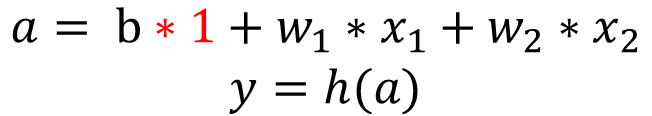 a = b * 1 + w₁ * x₁ + w₂ * x₂
y = h(a)